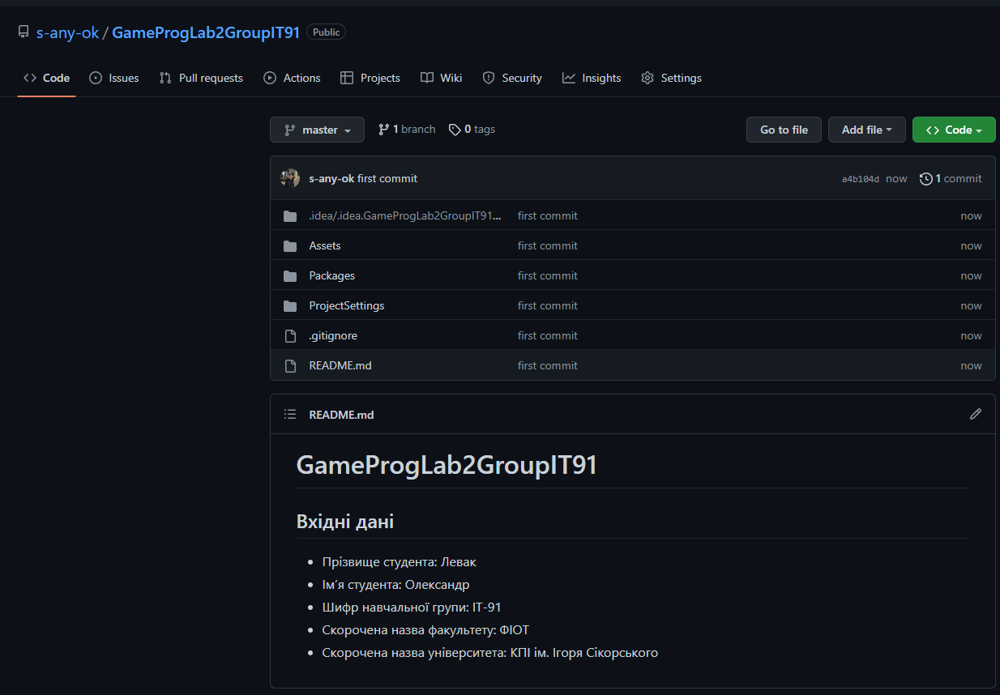 s-any-ok / GameProgLab2GroupIT91 Public
Code Issues Pull requests Actions Projects Wiki Security Insights Settings
master 1 branch 0 tags Go to file Add file Code
s-any-ok first commit a4b104d now 1 commit
.idea/.idea.GameProgLab2GroupIT91... first commit now
Assets first commit now
Packages first commit now
ProjectSettings first commit now
.gitignore first commit now
README.md first commit now
README.md
GameProgLab2GroupIT91
Вхідні дані
Прізвище студента: Левак
Ім'я студента: Олександр
Шифр навчальної групи: ІТ-91
Скорочена назва факультету: ФІОТ
Скорочена назва університета: КПІ ім. Ігоря Сікорського